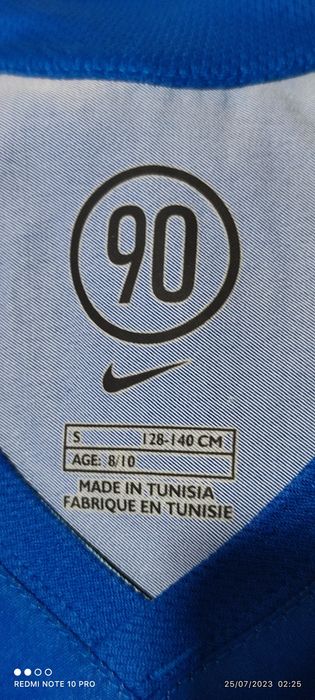 90
S 128-140 CM
AGE: 8/10
MADE IN TUNISIA
FABRIQUE EN TUNISIE
REDMI NOTE 10 PRO 25/07/2023 02:25